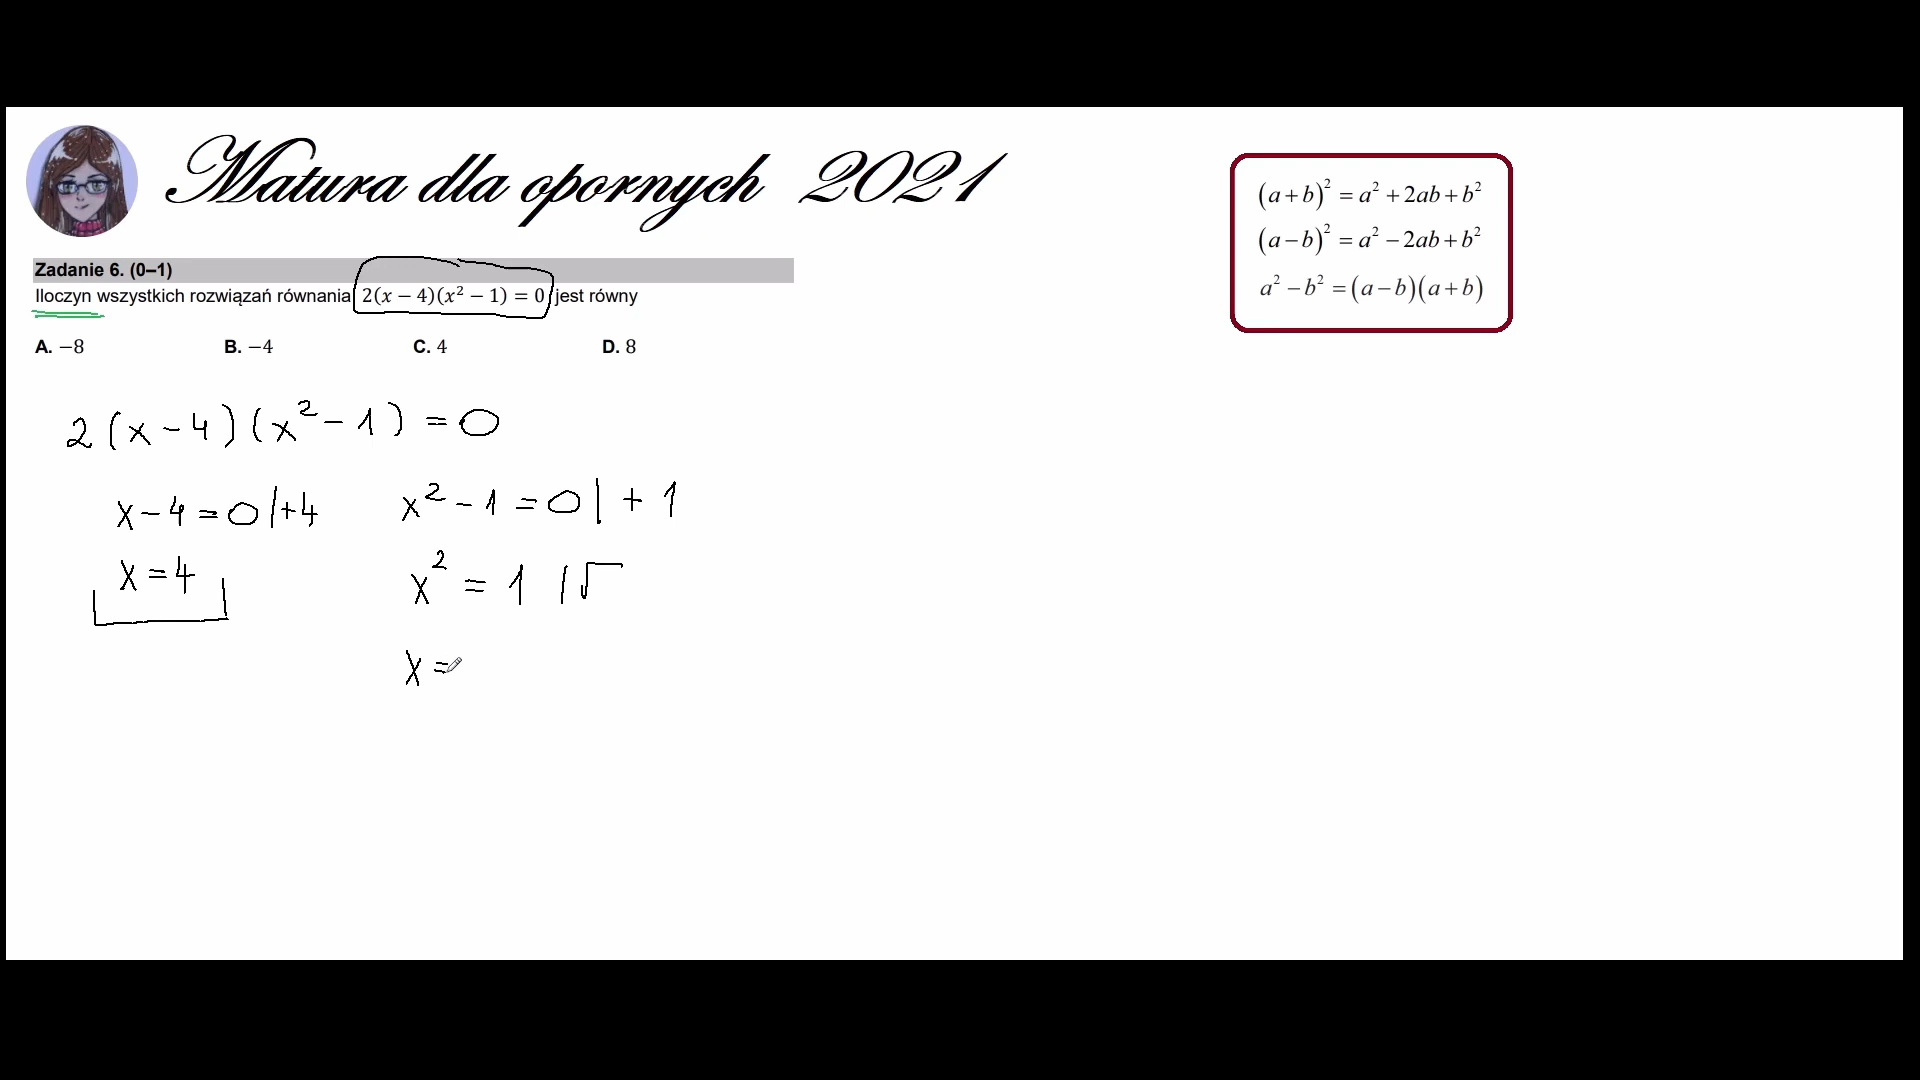 Matura dla opornych 2021
(a+b)² = a² + 2ab + b²
(a−b)² = a² − 2ab + b²
a² − b² = (a−b)(a+b)
Zadanie 6. (0–1)
Iloczyn wszystkich rozwiązań równania 2(x − 4)(x² − 1) = 0 jest równy
A. −8 B. −4 C. 4 D. 8
2(x−4)(x²−1) = 0
x−4=0 |+4 x²−1=0 | + 1
x=4 x² = 1 |√
x =